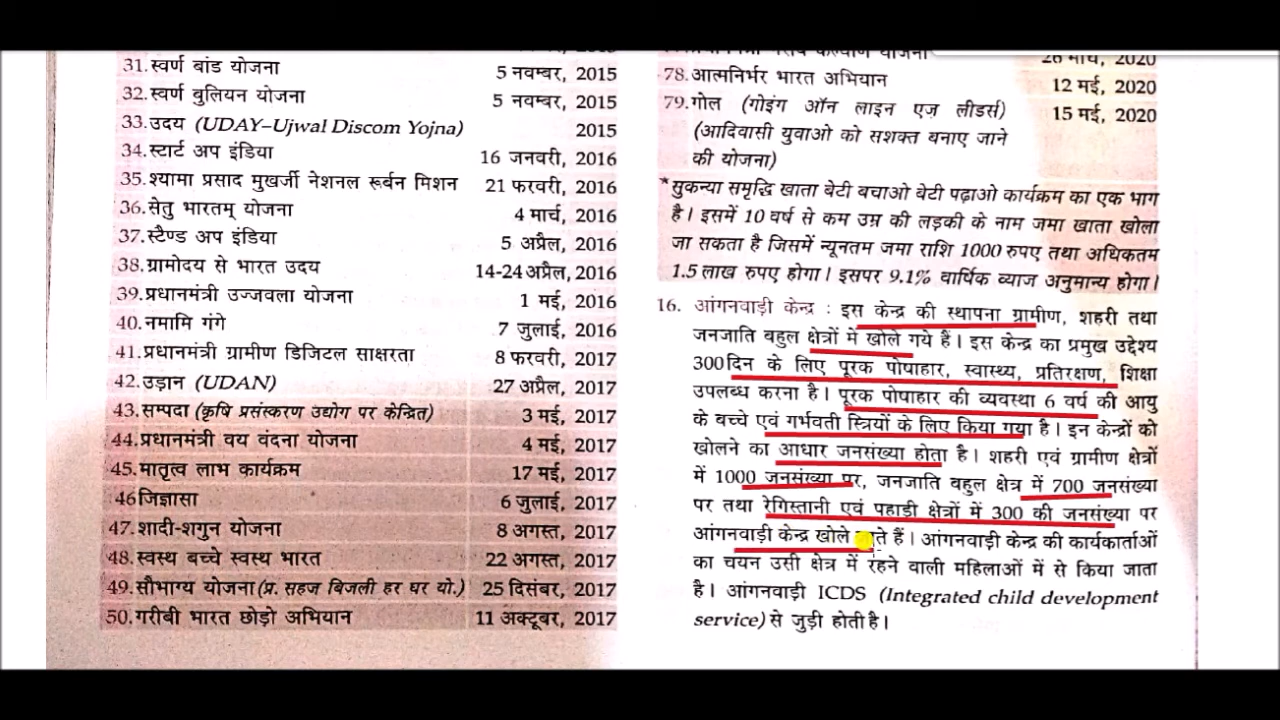 31.स्वर्ण बांड योजना 5 नवम्बर, 2015
32.स्वर्ण बुलियन योजना 5 नवम्बर, 2015
33.उदय (UDAY–Ujwal Discom Yojna) 2015
34.स्टार्ट अप इंडिया 16 जनवरी, 2016
35.श्यामा प्रसाद मुखर्जी नेशनल रूर्बन मिशन 21 फरवरी, 2016
36.सेतु भारतम् योजना 4 मार्च, 2016
37.स्टैण्ड अप इंडिया 5 अप्रैल, 2016
38.ग्रामोदय से भारत उदय 14-24 अप्रैल, 2016
39.प्रधानमंत्री उज्जवला योजना 1 मई, 2016
40.नमामि गंगे 7 जुलाई, 2016
41.प्रधानमंत्री ग्रामीण डिजिटल साक्षरता 8 फरवरी, 2017
42.उड़ान (UDAN) 27 अप्रैल, 2017
43.सम्पदा (कृषि प्रसंस्करण उद्योग पर केन्द्रित) 3 मई, 2017
44.प्रधानमंत्री वय वंदना योजना 4 मई, 2017
45.मातृत्व लाभ कार्यक्रम 17 मई, 2017
46जिज्ञासा 6 जुलाई, 2017
47.शादी-शगुन योजना 8 अगस्त, 2017
48.स्वस्थ बच्चे स्वस्थ भारत 22 अगस्त, 2017
49.सौभाग्य योजना (प्र. सहज बिजली हर घर यो.) 25 दिसंबर, 2017
50.गरीबी भारत छोड़ो अभियान 11 अक्टूबर, 2017
26 मार्च, 2020
78.आत्मनिर्भर भारत अभियान 12 मई, 2020
79.गोल (गोइंग ऑन लाइन एज़ लीडर्स) 15 मई, 2020
(आदिवासी युवाओ को सशक्त बनाए जाने
की योजना)
*सुकन्या समृद्धि खाता बेटी बचाओ बेटी पढ़ाओ कार्यक्रम का एक भाग
है। इसमें 10 वर्ष से कम उम्र की लड़की के नाम जमा खाता खोला
जा सकता है जिसमें न्यूनतम जमा राशि 1000 रुपए तथा अधिकतम
1.5 लाख रुपए होगा। इसपर 9.1% वार्षिक ब्याज अनुमान्य होगा।
16. आंगनवाड़ी केन्द्र : इस केन्द्र की स्थापना ग्रामीण, शहरी तथा
जनजाति बहुल क्षेत्रों में खोले गये हैं। इस केन्द्र का प्रमुख उद्देश्य
300दिन के लिए पूरक पोषाहार, स्वास्थ्य, प्रतिरक्षण, शिक्षा
उपलब्ध करना है। पूरक पोषाहार की व्यवस्था 6 वर्ष की आयु
के बच्चे एवं गर्भवती स्त्रियों के लिए किया गया है। इन केन्द्रों को
खोलने का आधार जनसंख्या होता है। शहरी एवं ग्रामीण क्षेत्रों
में 1000 जनसंख्या पर, जनजाति बहुल क्षेत्र में 700 जनसंख्या
पर तथा रेगिस्तानी एवं पहाडी क्षेत्रों में 300 की जनसंख्या पर
आंगनवाड़ी केन्द्र खोले हैं। आंगनवाड़ी केन्द्र की कार्यकार्ताओं
का चयन उसी क्षेत्र में रहने वाली महिलाओं में से किया जाता
है। आंगनवाड़ी ICDS (Integrated child development
service) से जुड़ी होती है।